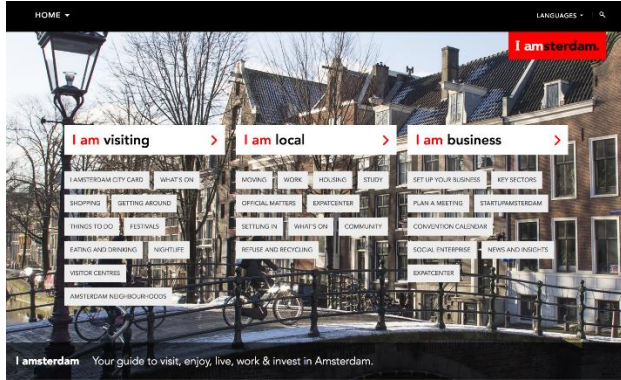 HOME
LANGUAGES
I amsterdam.
I am visiting
I AMSTERDAM CITY CARD WHAT'S ON
SHOPPING GETTING AROUND
THINGS TO DO FESTIVALS
EATING AND DRINKING NIGHTLIFE
VISITOR CENTRES
AMSTERDAM NEIGHBOURHOODS
I am local
MOVING WORK HOUSING STUDY
OFFICIAL MATTERS EXPATCENTER
SETTLING IN WHAT'S ON COMMUNITY
REFUSE AND RECYCLING
I am business
SET UP YOUR BUSINESS KEY SECTORS
PLAN A MEETING STARTUPAMSTERDAM
CONVENTION CALENDAR
SOCIAL ENTERPRISE NEWS AND INSIGHTS
EXPATCENTER
I amsterdam Your guide to visit, enjoy, live, work & invest in Amsterdam.